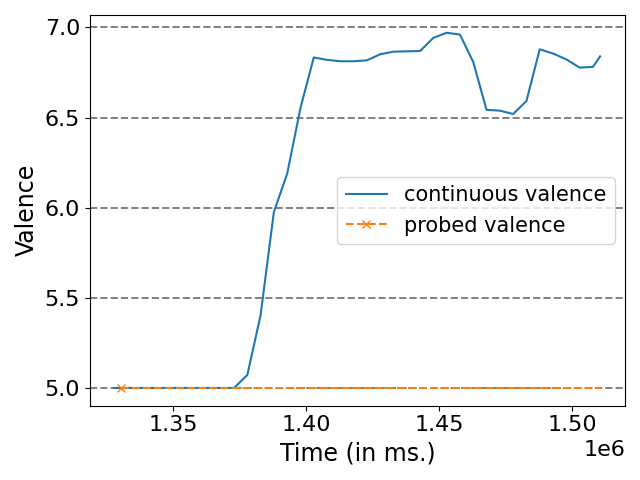 7.0
6.5
6.0
5.5
5.0
Valence
continuous valence
probed valence
1.35
1.40
1.45
1.50
1e6
Time (in ms.)